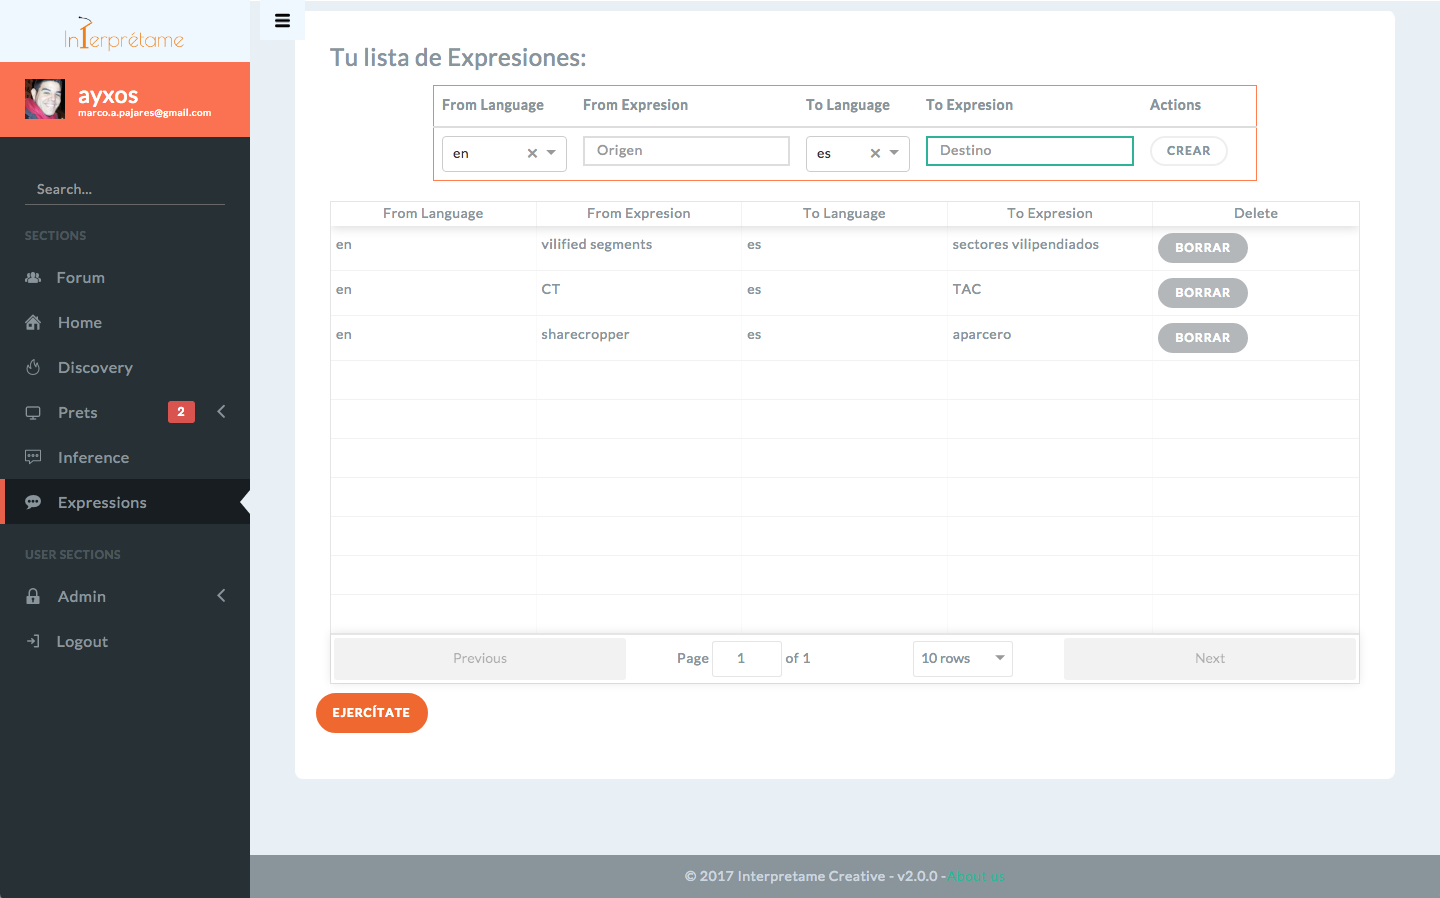 Interprétame
ayxos
marco.a.pajares@gmail.com
Search...
SECTIONS
Forum
Home
Discovery
Prets 2
Inference
Expressions
USER SECTIONS
Admin
Logout
Tu lista de Expresiones:
From Language From Expresion To Language To Expresion Actions
en Origen es Destino CREAR
From Language From Expresion To Language To Expresion Delete
en vilified segments es sectores vilipendiados BORRAR
en CT es TAC BORRAR
en sharecropper es aparcero BORRAR
Previous Page 1 of 1 10 rows Next
EJERCÍTATE
© 2017 Interpretame Creative - v2.0.0 -About us